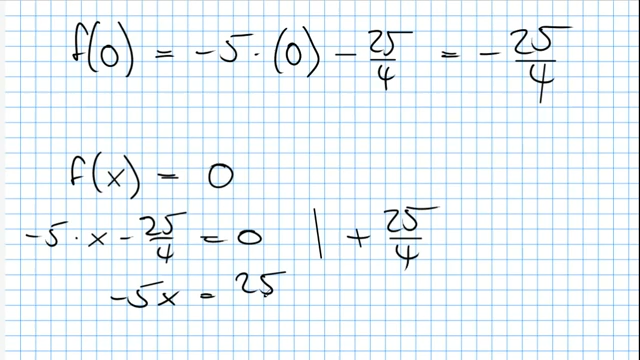 f(0) = -5 · (0) - 25/4 = - 25/4
f(x) = 0
-5 · x - 25/4 = 0 | + 25/4
-5x = 25